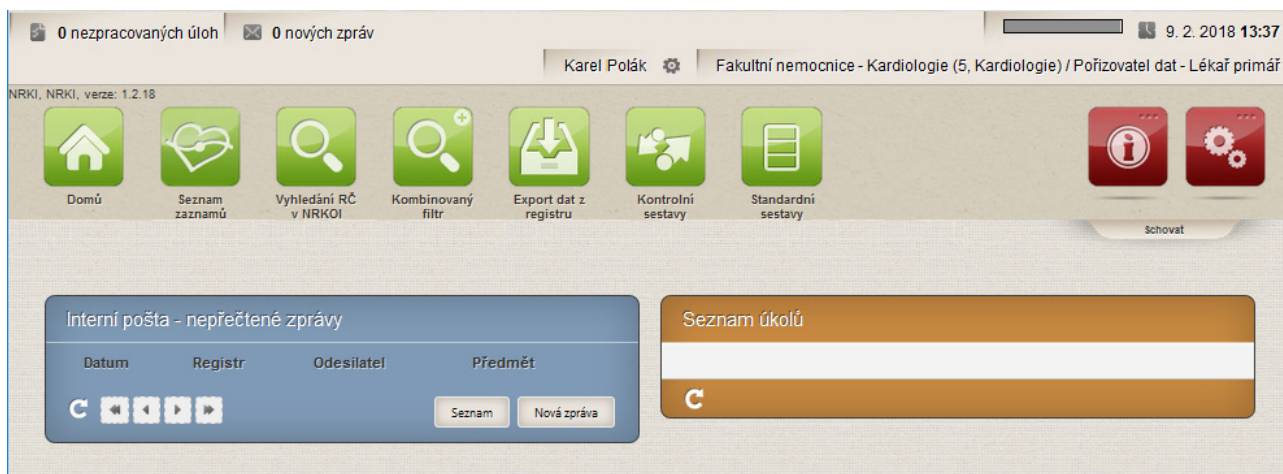 0 nezpracovaných úloh 0 nových zpráv 9. 2. 2018 13:37
Karel Polák Fakultní nemocnice - Kardiologie (5, Kardiologie) / Pořizovatel dat - Lékař primář
NRKI, NRKI, verze: 1.2.18
Domů Seznam zaznamů Vyhledání RČ v NRKOI Kombinovaný filtr Export dat z registru Kontrolní sestavy Standardní sestavy
Schovat
Interní pošta - nepřečtené zprávy
Datum Registr Odesílatel Předmět
Seznam Nová zpráva
Seznam úkolů